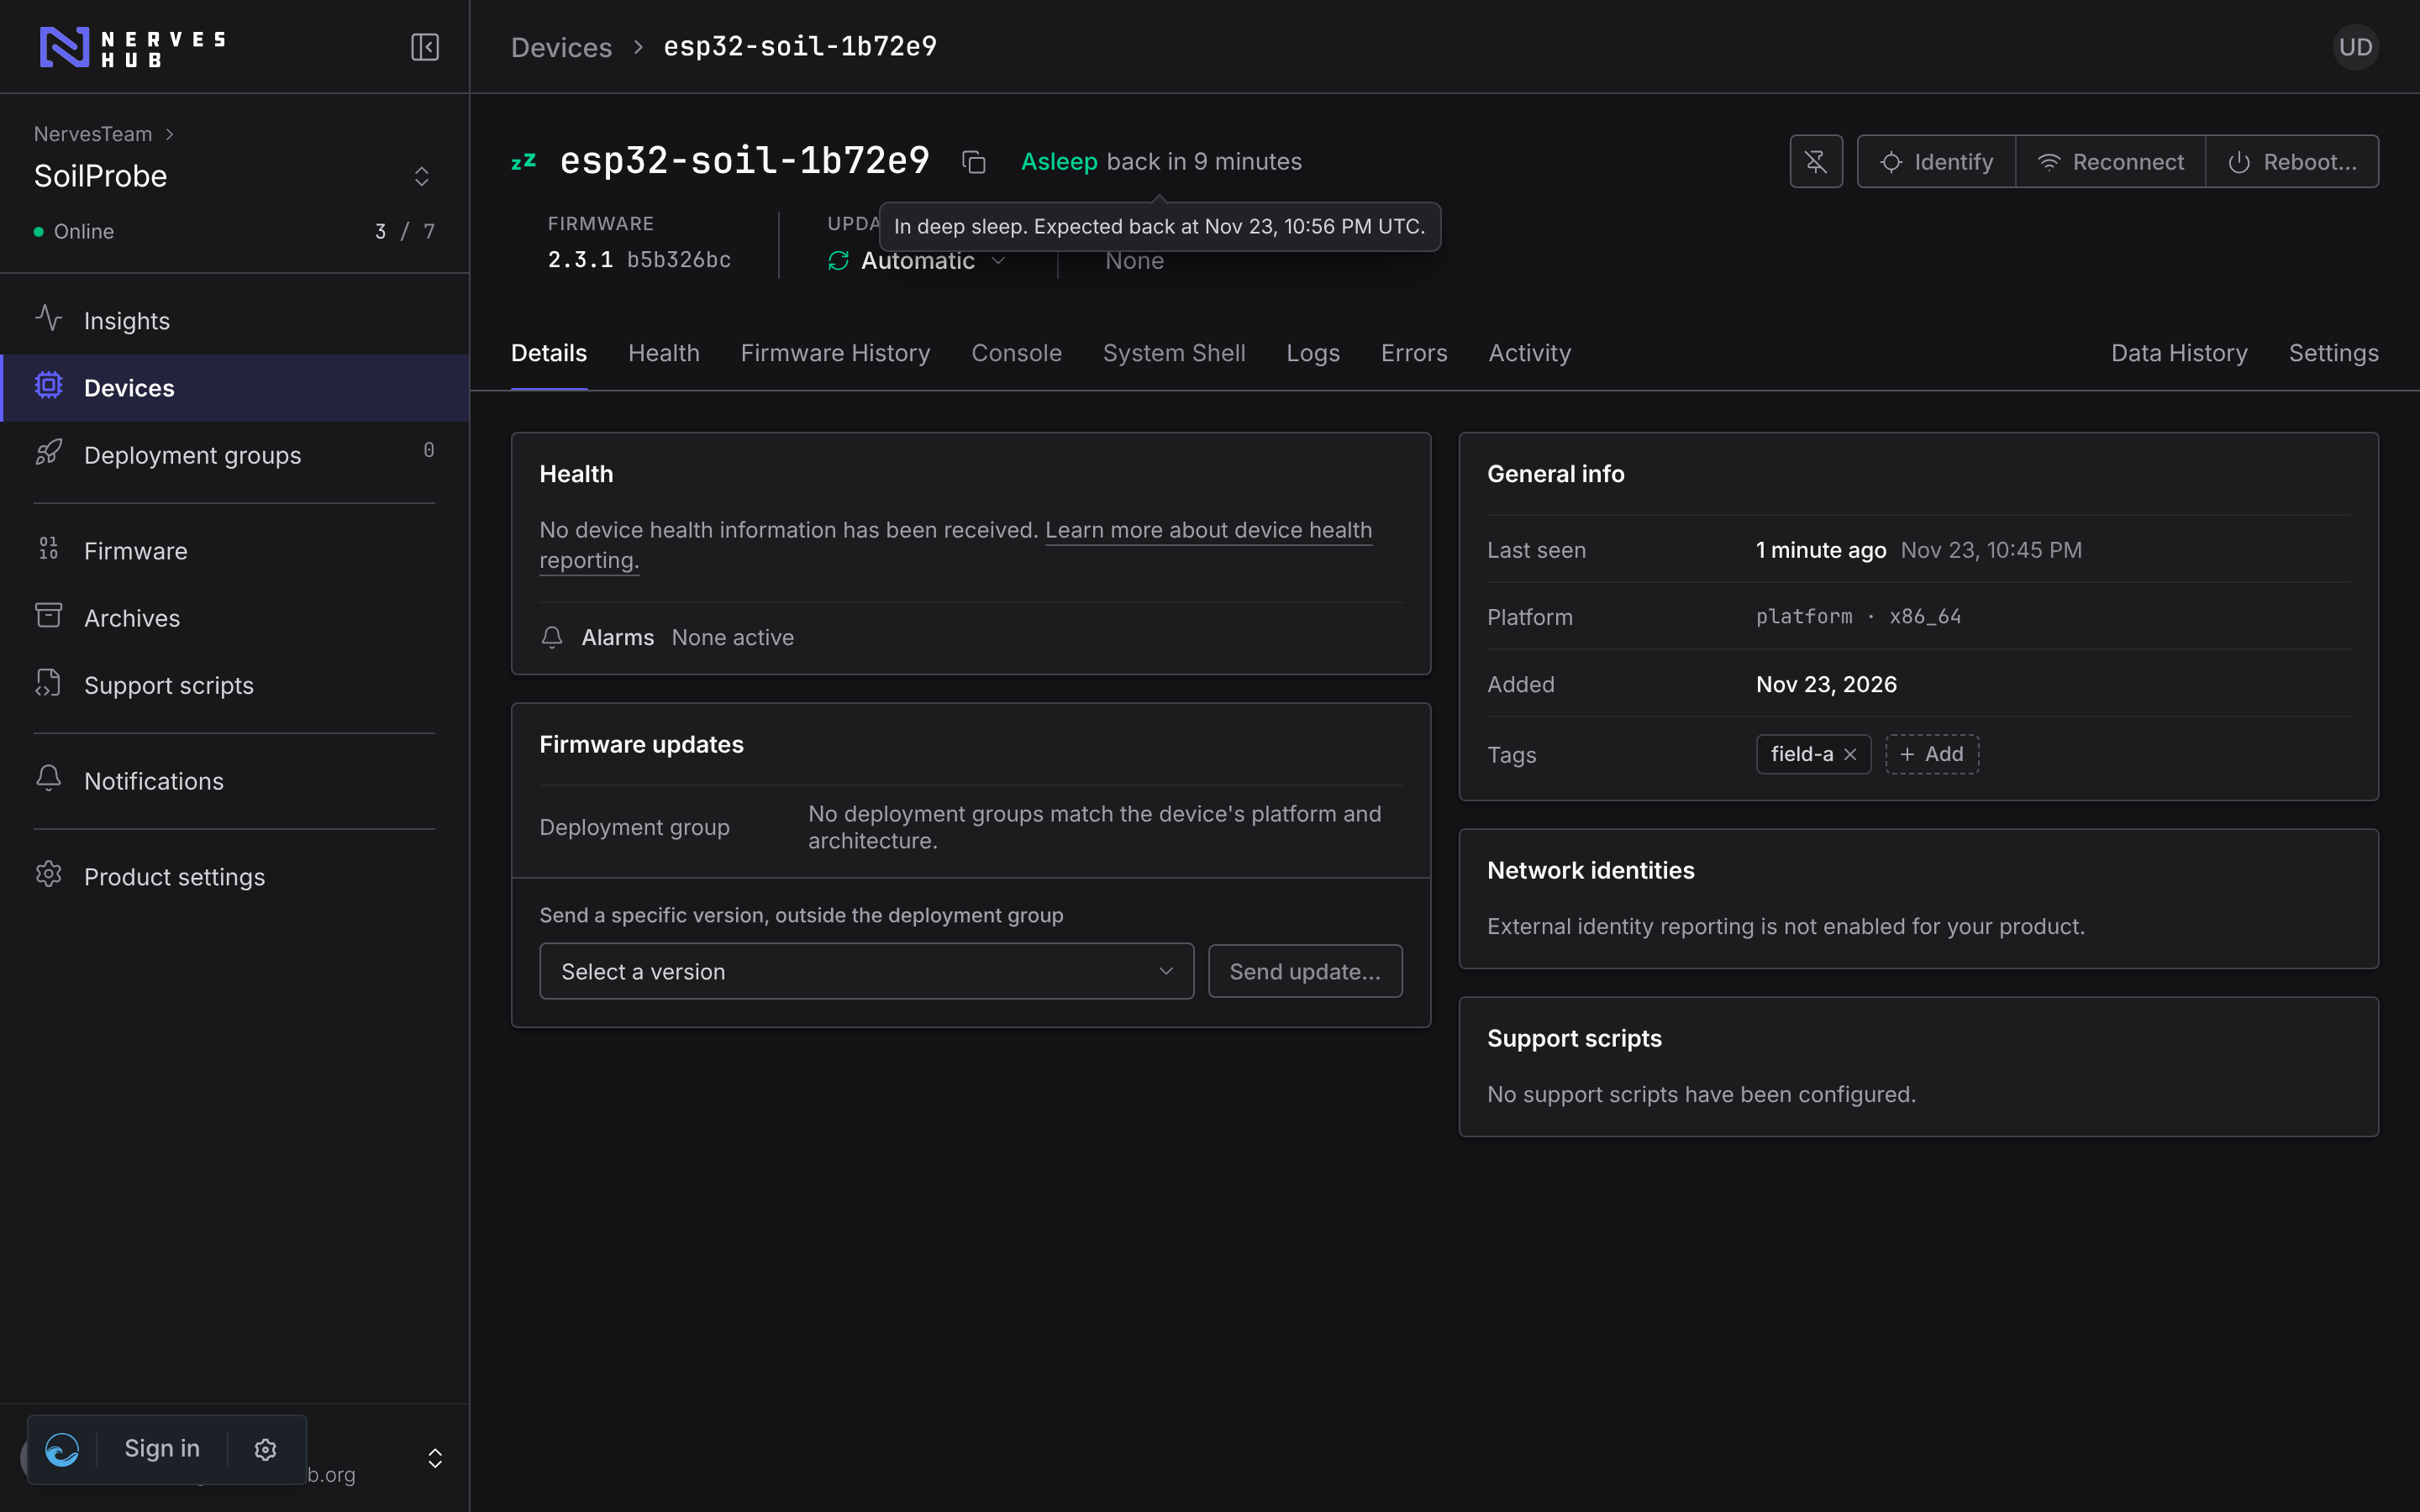 NERVES
HUB
Devices > esp32-soil-1b72e9
UD
NervesTeam >
SoilProbe
Online 3 / 7
Insights
Devices
Deployment groups 0
Firmware
Archives
Support scripts
Notifications
Product settings
Sign in
b.org
zz esp32-soil-1b72e9 Asleep back in 9 minutes
Identify Reconnect Reboot...
In deep sleep. Expected back at Nov 23, 10:56 PM UTC.
FIRMWARE UPDA
2.3.1 b5b326bc Automatic None
Details Health Firmware History Console System Shell Logs Errors Activity Data History Settings
Health
No device health information has been received. Learn more about device health
reporting.
Alarms None active
Firmware updates
Deployment group
No deployment groups match the device's platform and
architecture.
Send a specific version, outside the deployment group
Select a version Send update...
General info
Last seen 1 minute ago Nov 23, 10:45 PM
Platform platform · x86_64
Added Nov 23, 2026
Tags field-a × + Add
Network identities
External identity reporting is not enabled for your product.
Support scripts
No support scripts have been configured.